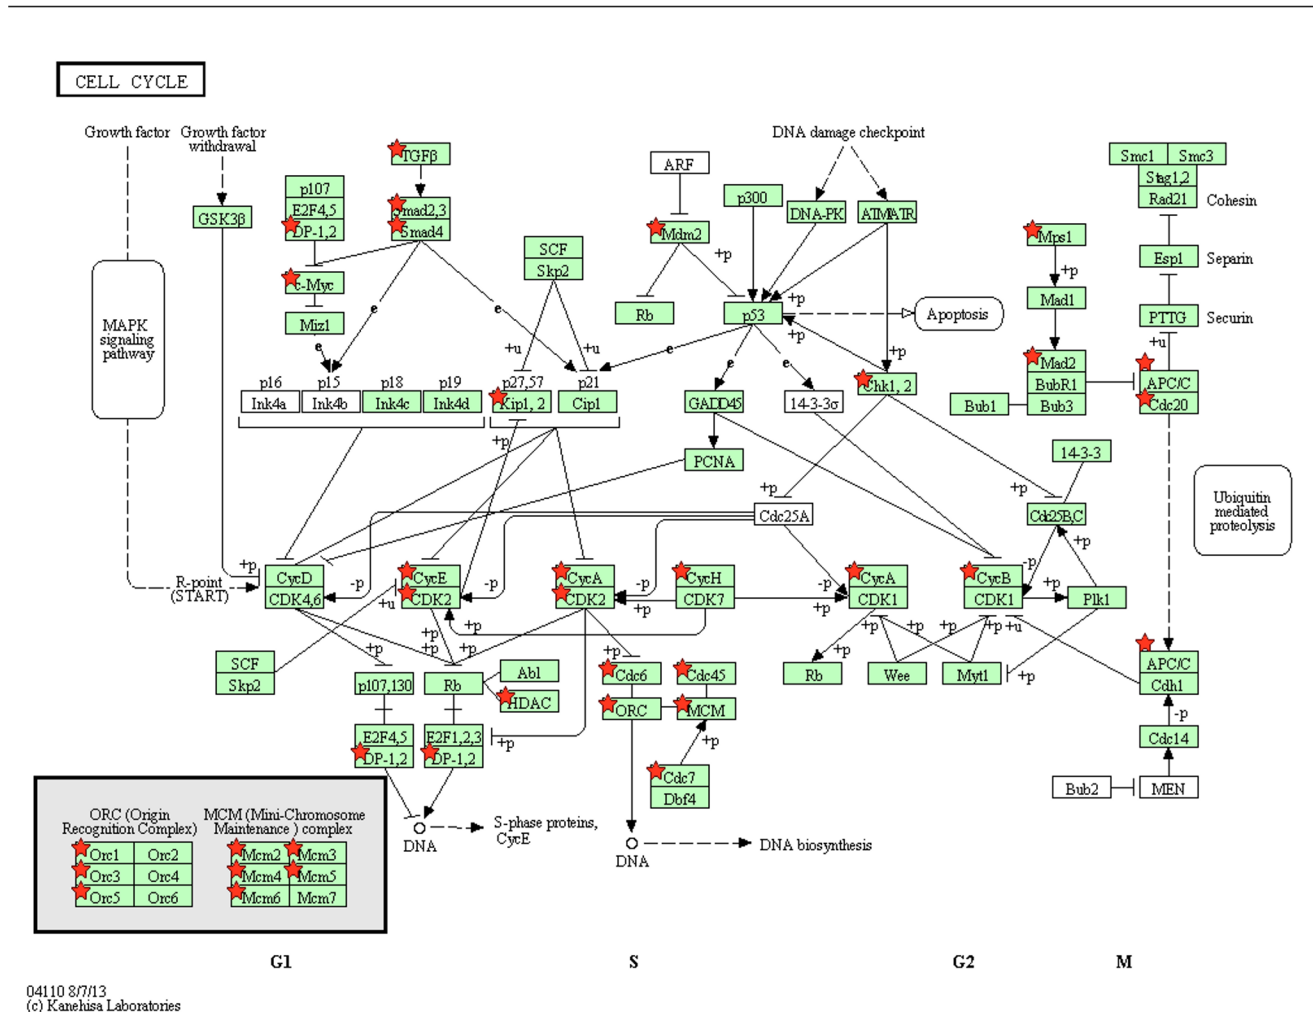 CELL CYCLE
Growth factor
Growth factor
withdrawal
DNA damage checkpoint
TGFβ
ARF
Smc1 Smc3
Stag1,2
Rad21
Cohesin
p107
E2F4,5
DP-1,2
GSK3β
Smad2,3
Smad4
p300
DNA-PK
ATM/ATR
Mdm2
+p
Mps1
+p
SCF
Skp2
Esp1
Separin
c-Myc
Miz1
e
e
e
Mad1
MAPK
signaling
pathway
Rb
p53
+p
+p
Apoptosis
PTTG
Securin
+u
+u
+u
e
e
e
+p
Mad2
BubR1
Bub3
Bub1
APC/C
Cdc20
p16
Ink4a
p15
Ink4b
p18
Ink4c
p19
Ink4d
p27,57
Kip1, 2
p21
Cip1
GADD45
14-3-3σ
Chk1, 2
+p
PCNA
14-3-3
+p
Cdc25A
+p
Cdc25B,C
Ubiquitin
mediated
proteolysis
R-point
(START)
+p
CycD
CDK4,6
-p
CycE
CDK2
+u
-p
CycA
CDK2
-p
+p
CycH
CDK7
+p
-p
CycA
CDK1
CycB
CDK1
-p
+p
Plk1
+p
+p
+p
+p
+p
+p
+p
+p
+u
SCF
Skp2
p107,130
Rb
Abl
HDAC
Cdc6
ORC
Cdc45
MCM
+p
Rb
+p
Wee
Myt1
+p
APC/C
Cdh1
-p
Cdc14
E2F4,5
DP-1,2
E2F1,2,3
DP-1,2
+p
Cdc7
Dbf4
Bub2
MEN
DNA
S-phase proteins,
CycE
DNA
DNA biosynthesis
ORC (Origin
Recognition Complex)
Orc1 Orc2
Orc3 Orc4
Orc5 Orc6
MCM (Mini-Chromosome
Maintenance ) complex
Mcm2 Mcm3
Mcm4 Mcm5
Mcm6 Mcm7
G1 S G2 M
04110 8/7/13
(c) Kanehisa Laboratories